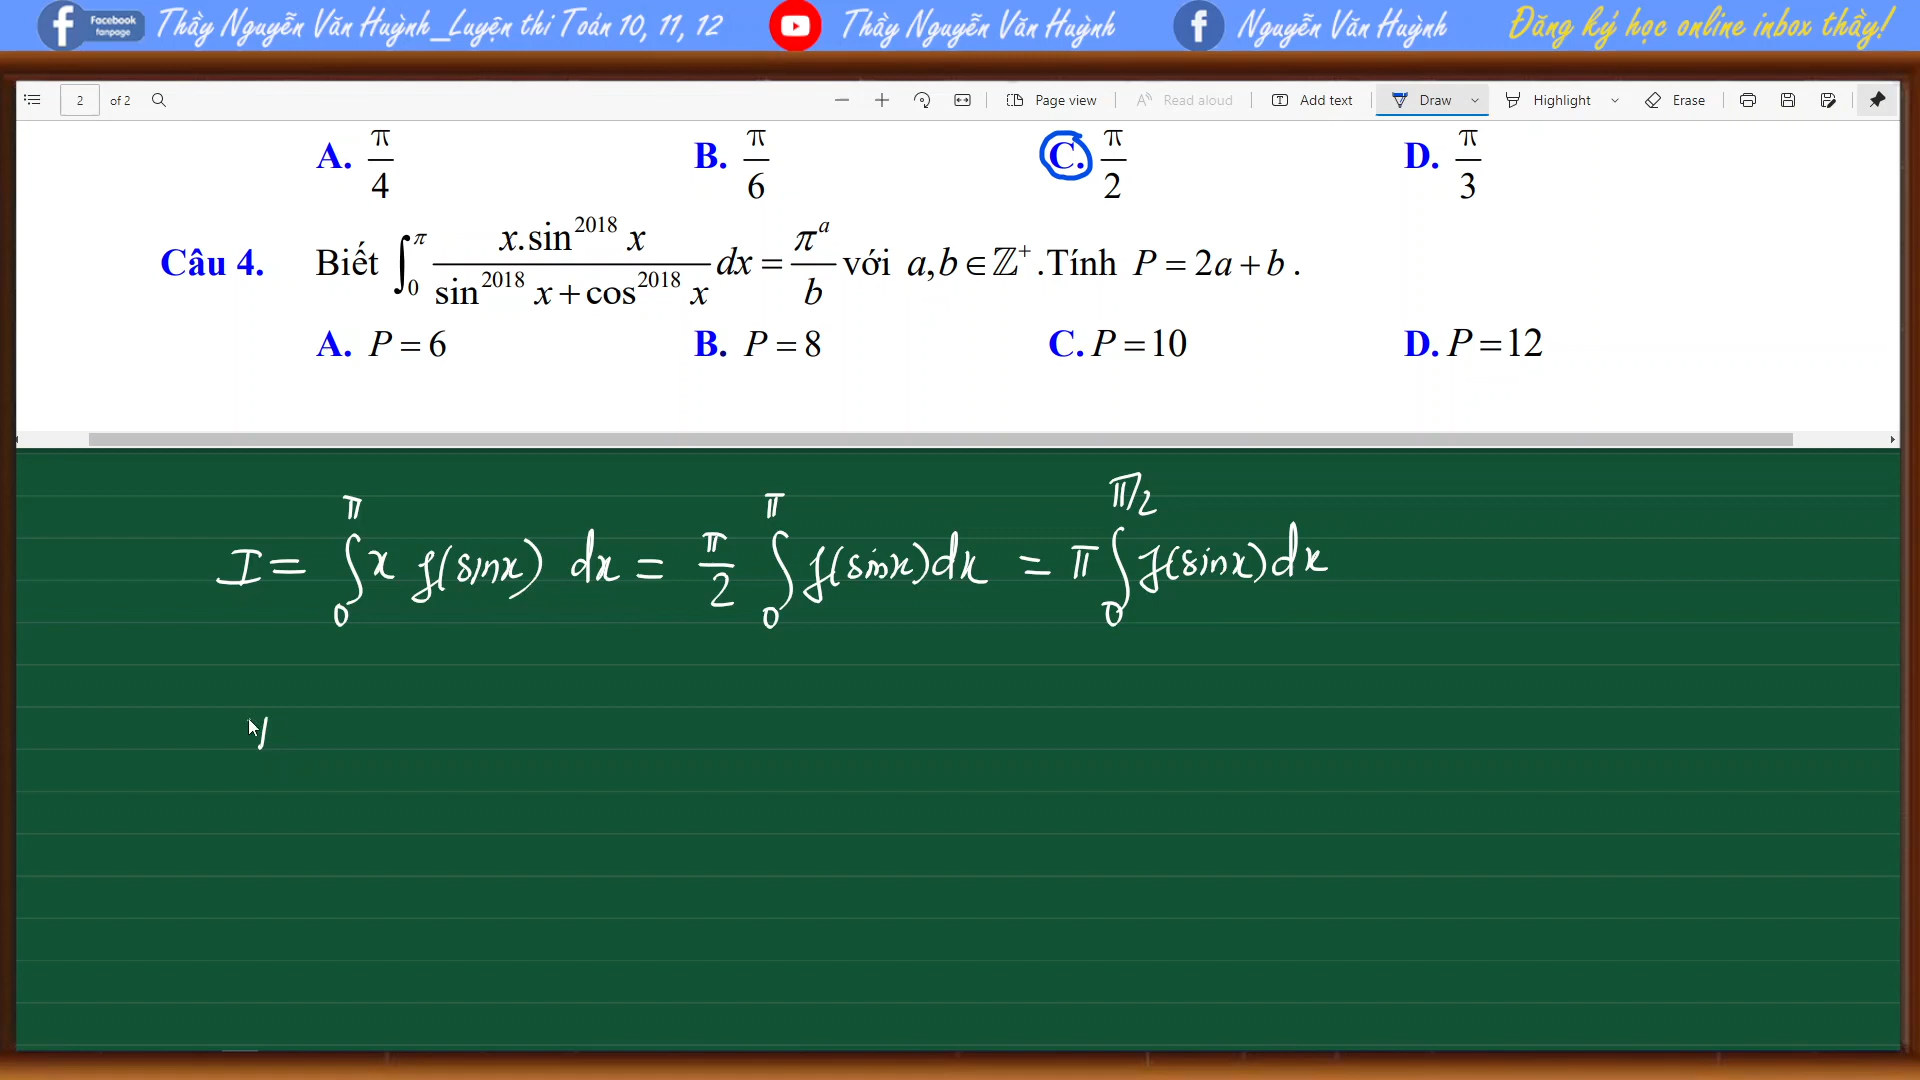 Facebook fanpage Thầy Nguyễn Văn Huỳnh_Luyện thi Toán 10, 11, 12 Thầy Nguyễn Văn Huỳnh f Nguyễn Văn Huỳnh Đăng ký học online inbox thầy!
2 of 2 Page view Read aloud Add text Draw Highlight Erase
A. π/4 B. π/6 C. π/2 D. π/3
Câu 4. Biết ∫₀^π (x.sin^2018 x)/(sin^2018 x + cos^2018 x) dx = π^a/b với a,b ∈ ℤ⁺ .Tính P = 2a + b .
A. P = 6 B. P = 8 C. P = 10 D. P = 12
I = ∫₀^π x f(sinx) dx = π/2 ∫₀^π f(sinx)dx = π ∫₀^{π/2} f(sinx)dx